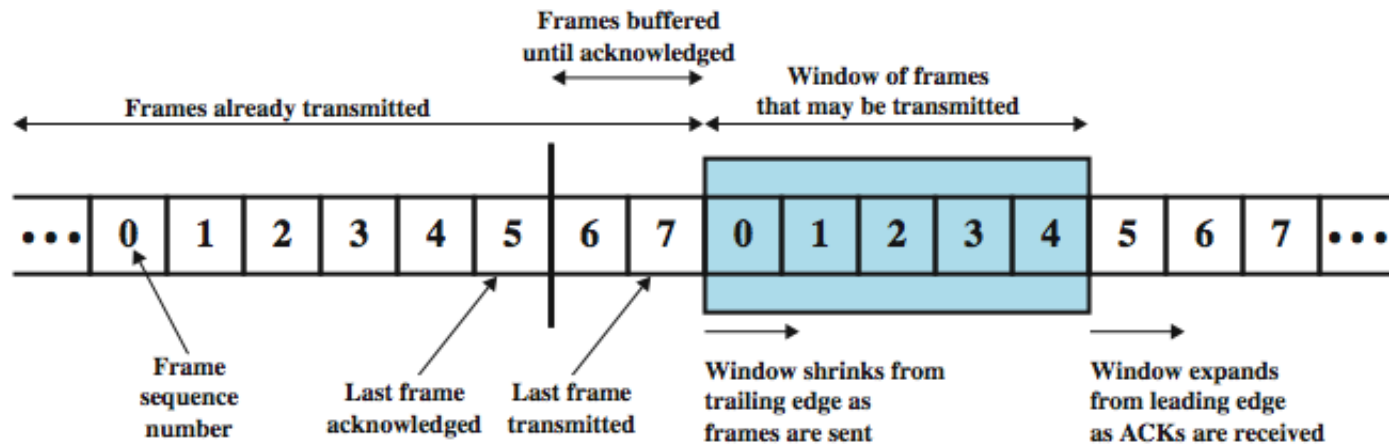 Frames buffered
until acknowledged
Window of frames
that may be transmitted
Frames already transmitted
••• 0 1 2 3 4 5 6 7 0 1 2 3 4 5 6 7 •••
Frame
sequence
number
Last frame
acknowledged
Last frame
transmitted
Window shrinks from
trailing edge as
frames are sent
Window expands
from leading edge
as ACKs are received